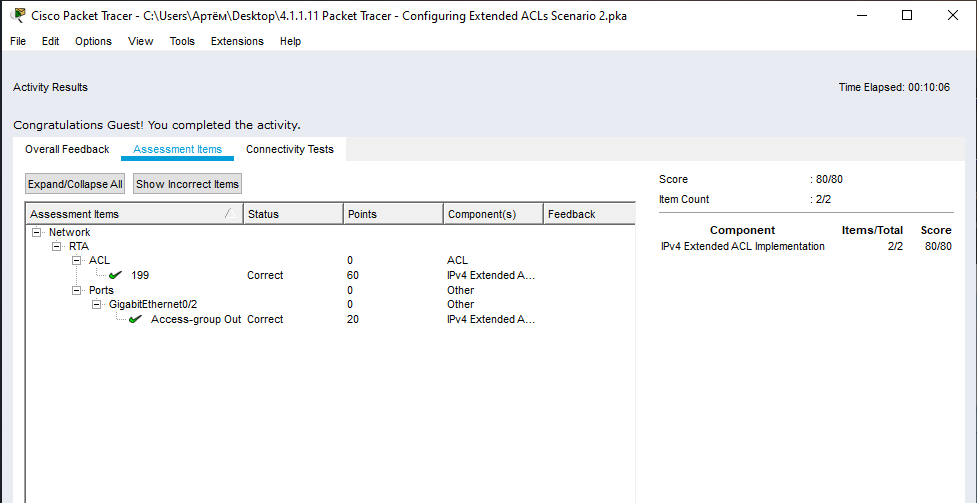 Cisco Packet Tracer - C:\Users\Артём\Desktop\4.1.1.11 Packet Tracer - Configuring Extended ACLs Scenario 2.pka
File Edit Options View Tools Extensions Help
Activity Results
Time Elapsed: 00:10:06
Congratulations Guest! You completed the activity.
Overall Feedback Assessment Items Connectivity Tests
Expand/Collapse All Show Incorrect Items
Assessment Items Status Points Component(s) Feedback
Network
RTA
ACL 0 ACL
199 Correct 60 IPv4 Extended A...
Ports 0 Other
GigabitEthernet0/2 0 Other
Access-group Out Correct 20 IPv4 Extended A...
Score : 80/80
Item Count : 2/2
Component Items/Total Score
IPv4 Extended ACL Implementation 2/2 80/80